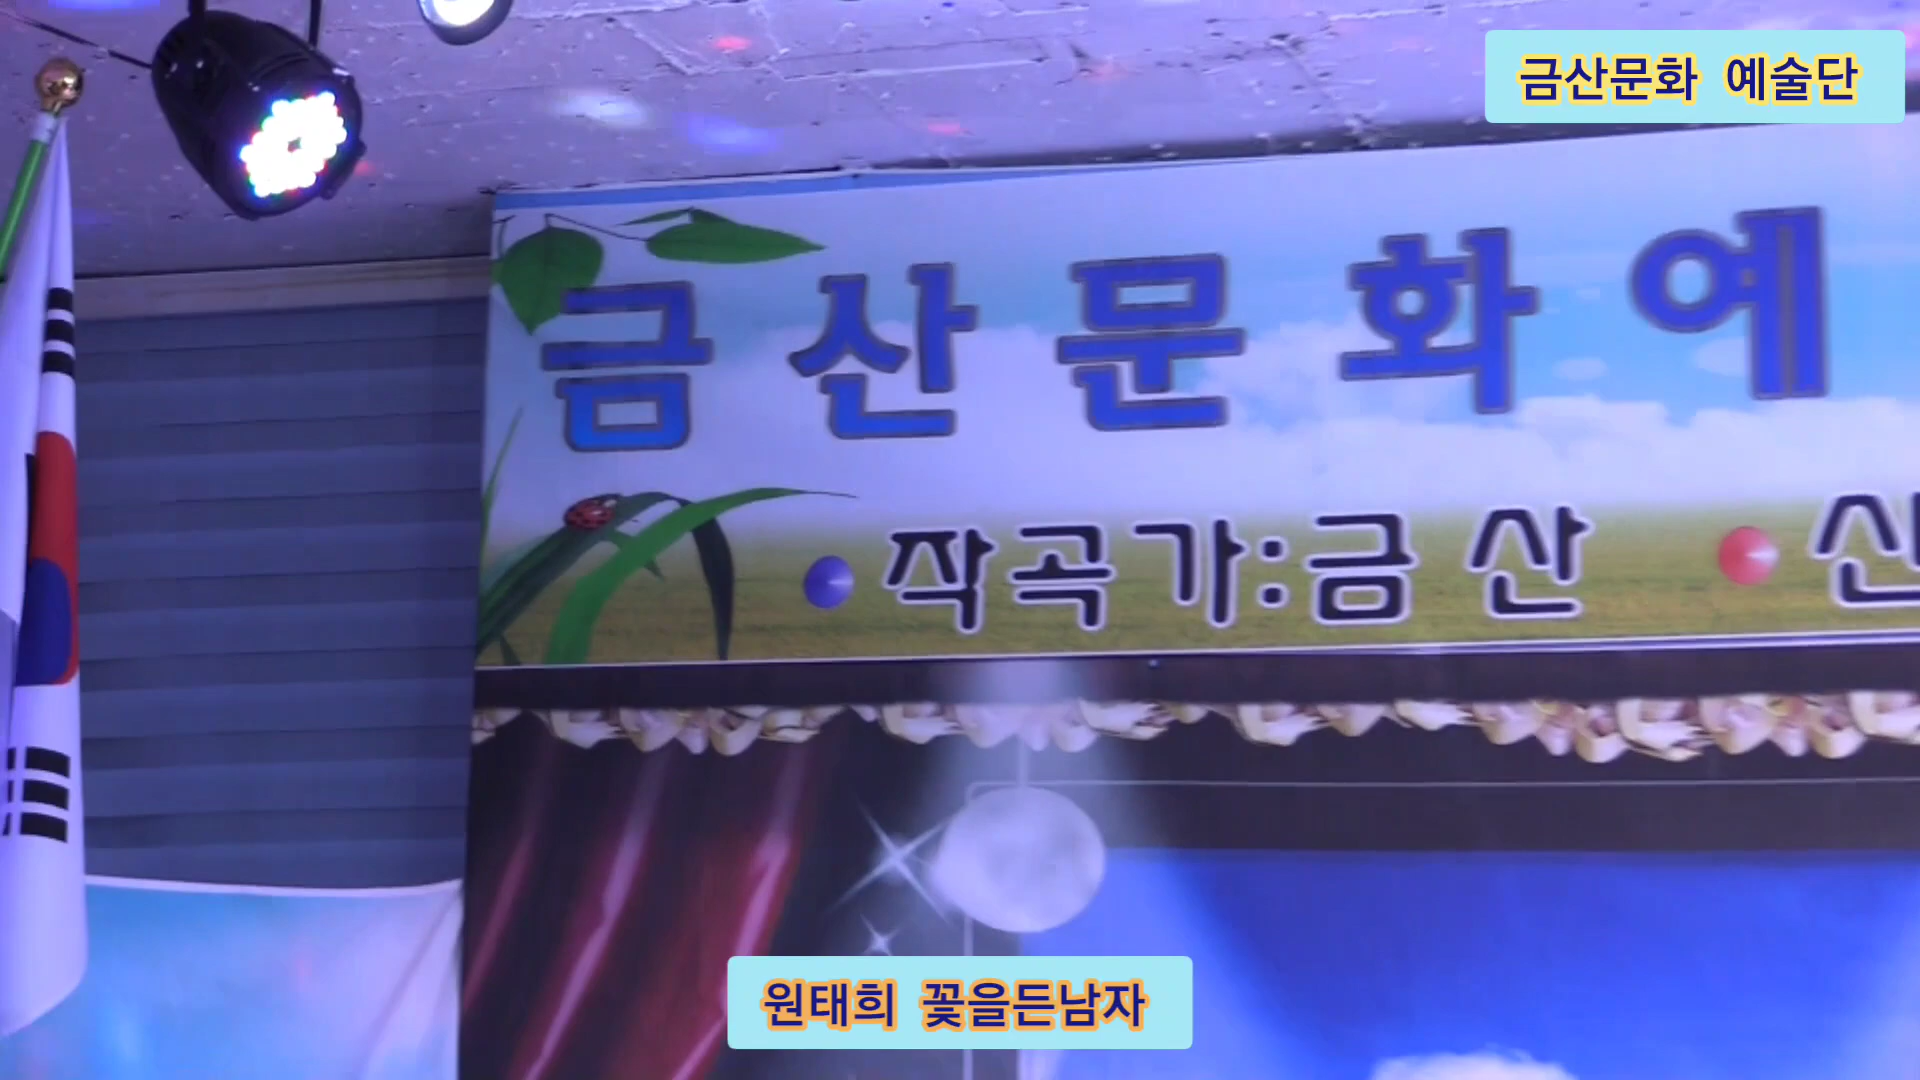 금산문화 예술단
금산문화예
작곡가:금산
원태희 꽃을든남자